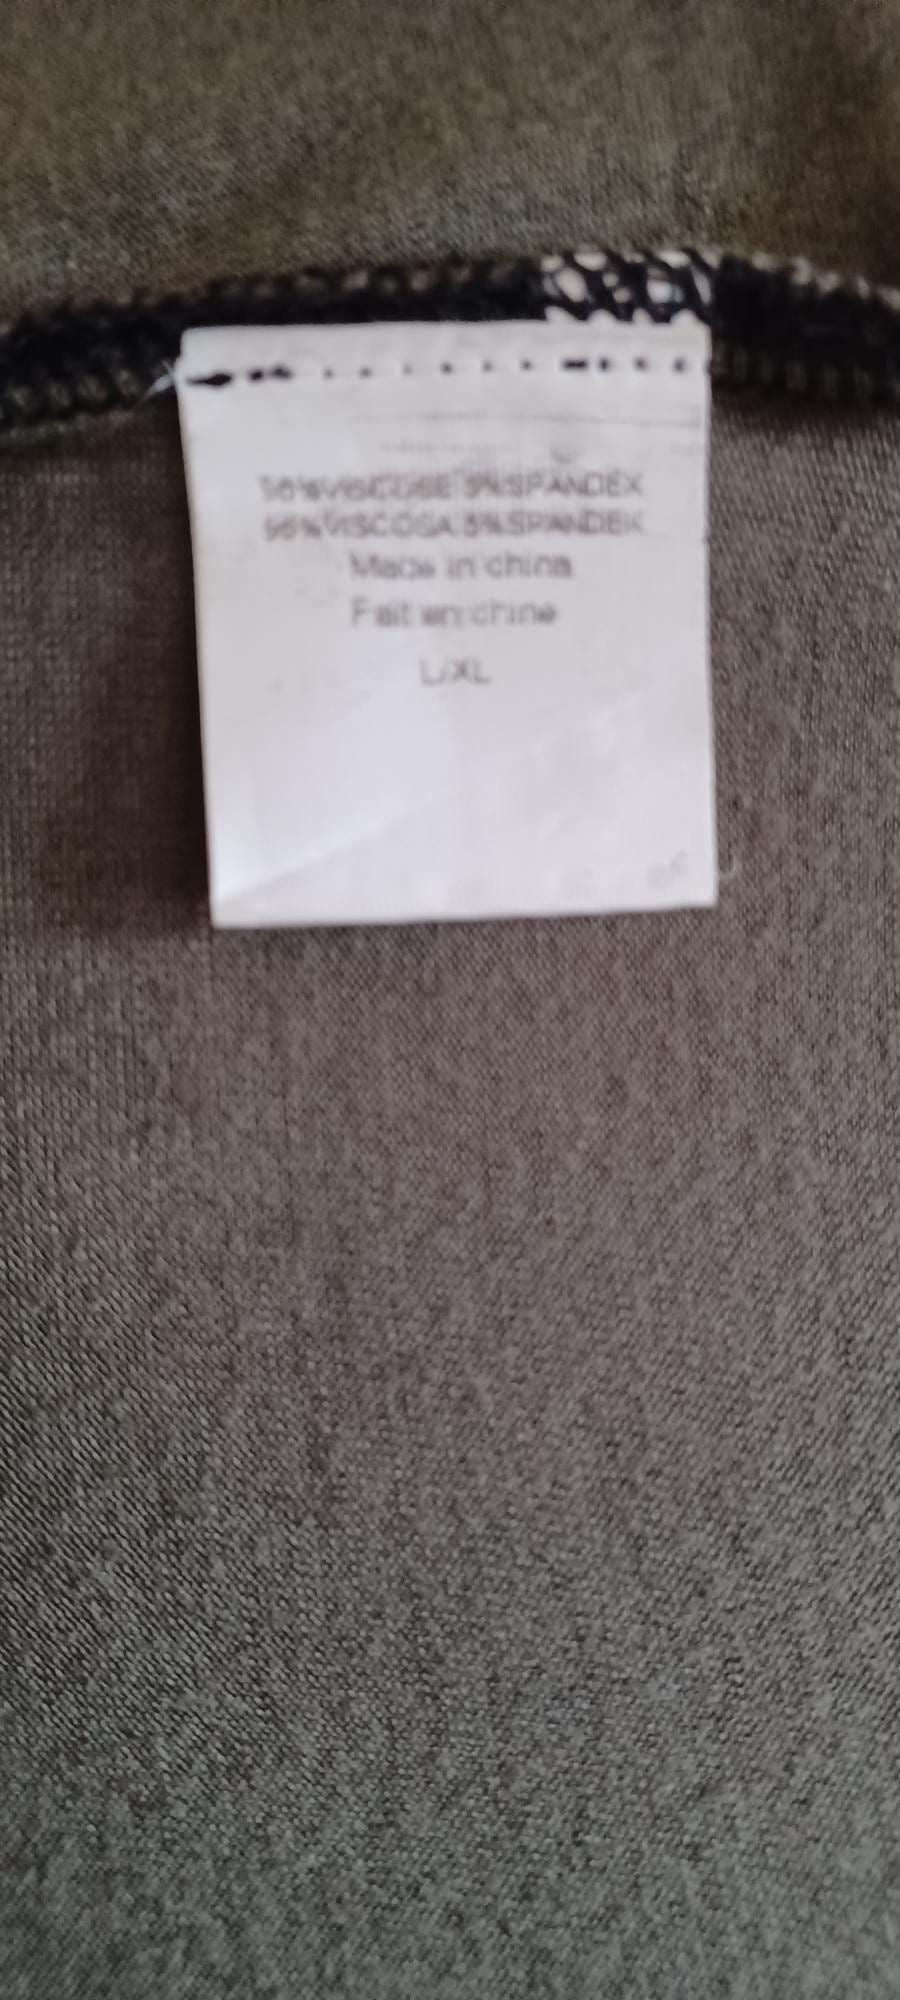 95%VISCOSE 5%SPANDEX
95%VISCOSA 5%SPANDEX
Made in china
Fait en chine
L/XL